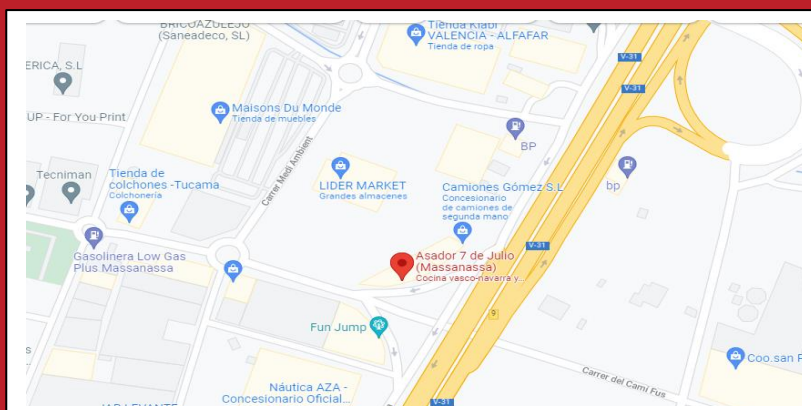 BRICOAZULEJO
(Saneadeco, SL)
Tienda Kiabi
VALENCIA - ALFAFAR
Tienda de ropa
V-31
V-31
ERICA, S.L
UP - For You Print
Maisons Du Monde
Tienda de muebles
BP
bp
Carrer Medi Ambient
Tecniman
Tienda de
colchones -Tucama
Colchonería
LIDER MARKET
Grandes almacenes
Camiones Gómez S.L
Concesionario
de camiones de
segunda mano
V-31
Gasolinera Low Gas
Plus Massanassa
Asador 7 de Julio
(Massanassa)
Cocina vasco-navarra y...
9
Fun Jump
s
Coo.san F
Carrer del Camí Fus
Náutica AZA -
Concesionario Oficial...
V-31